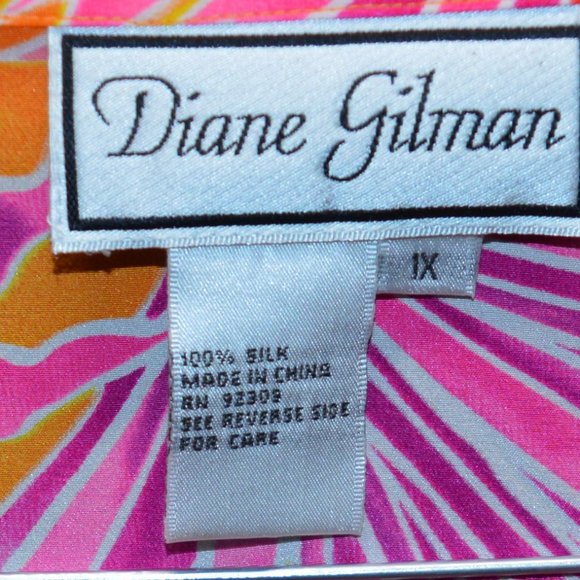 Diane Gilman
1X
100% SILK
MADE IN CHINA
RN 92309
SEE REVERSE SIDE
FOR CARE